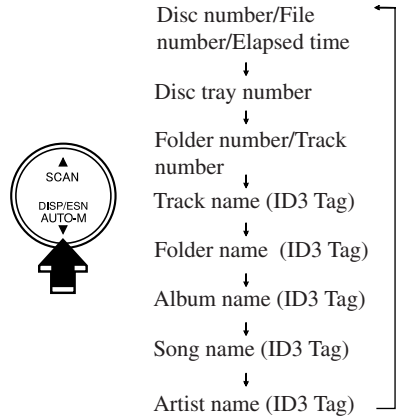 Disc number/File
number/Elapsed time
Disc tray number
Folder number/Track
number
Track name (ID3 Tag)
Folder name (ID3 Tag)
Album name (ID3 Tag)
Song name (ID3 Tag)
Artist name (ID3 Tag)
SCAN
DISP/ESN
AUTO-M